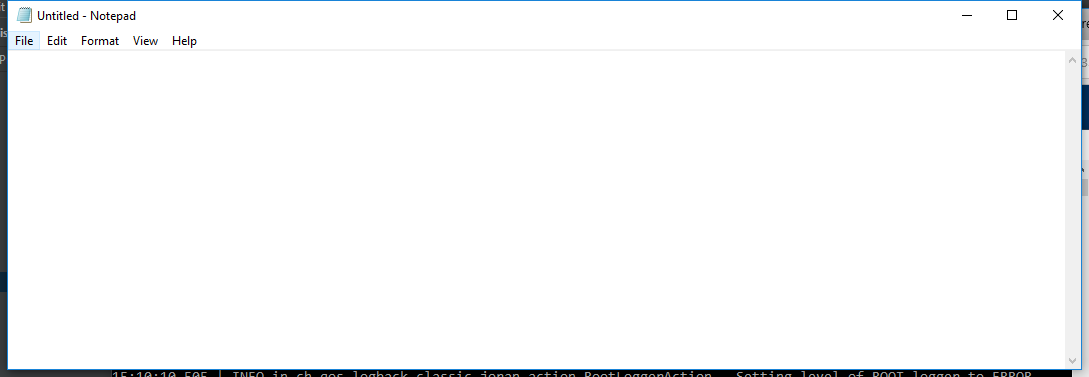 Untitled - Notepad
File Edit Format View Help
15:10:10,505 | INFO in ch.qos.logback.classic.joran.action.RootLoggerAction - Setting level of ROOT logger to ERROR